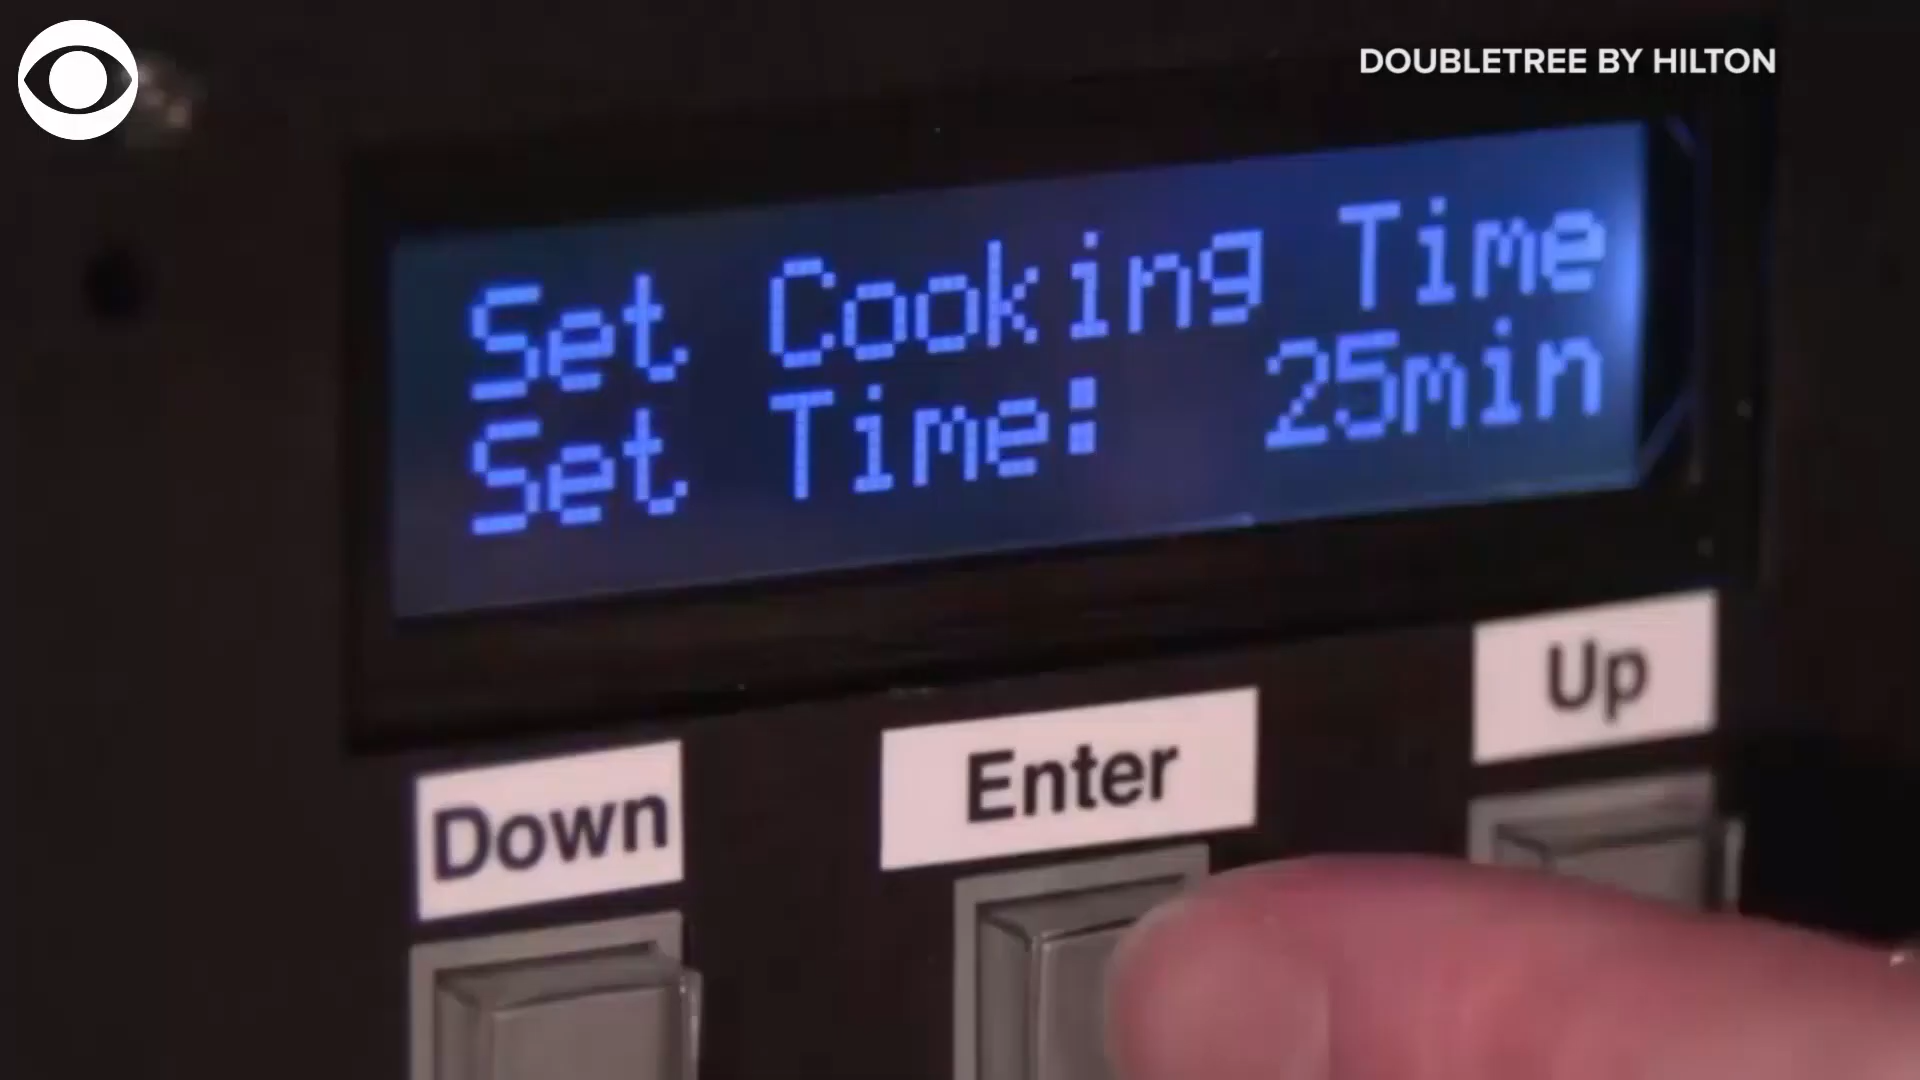 DOUBLETREE BY HILTON
Set Cooking Time
Set Time: 25min
Down
Enter
Up